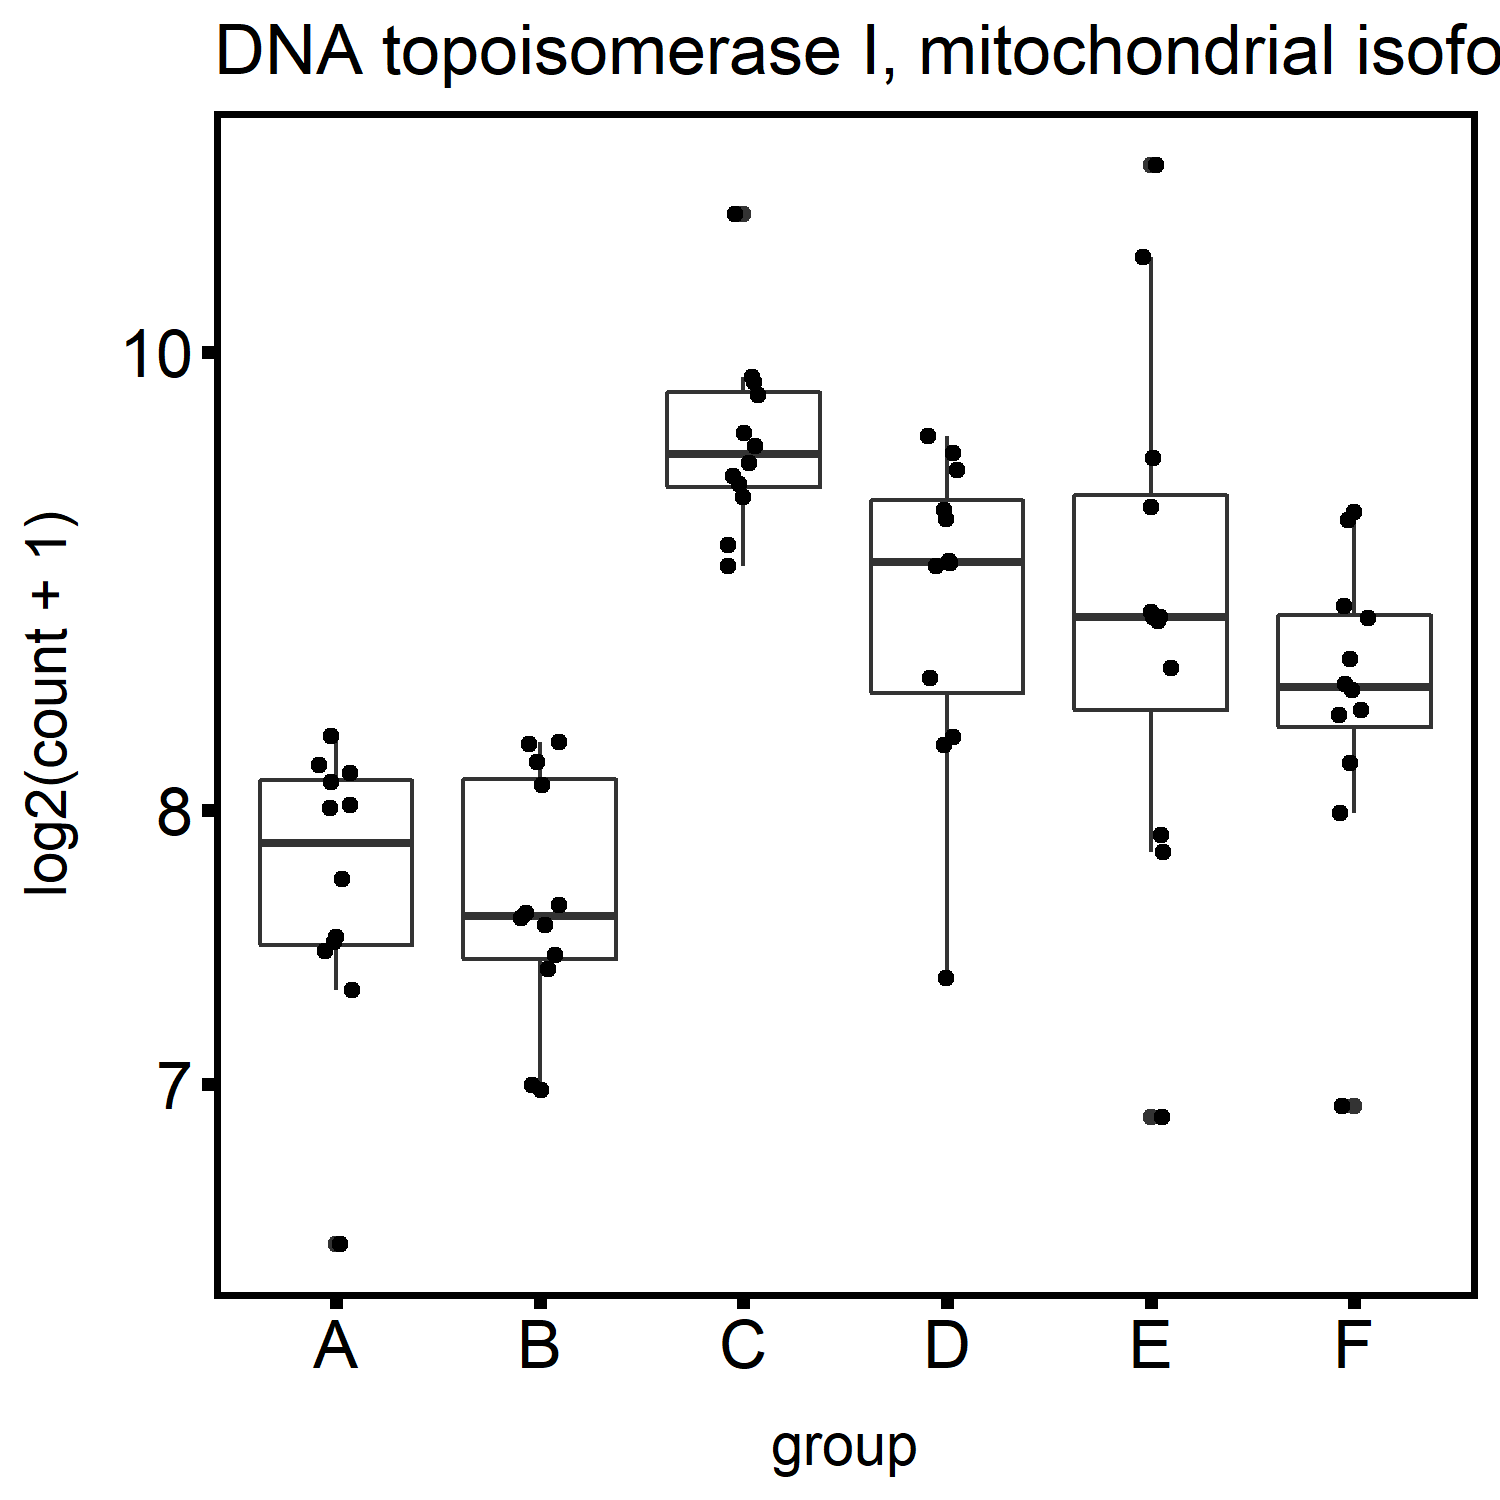 DNA topoisomerase I, mitochondrial isofo
log2(count + 1)
10
8
7
A B C D E F
group